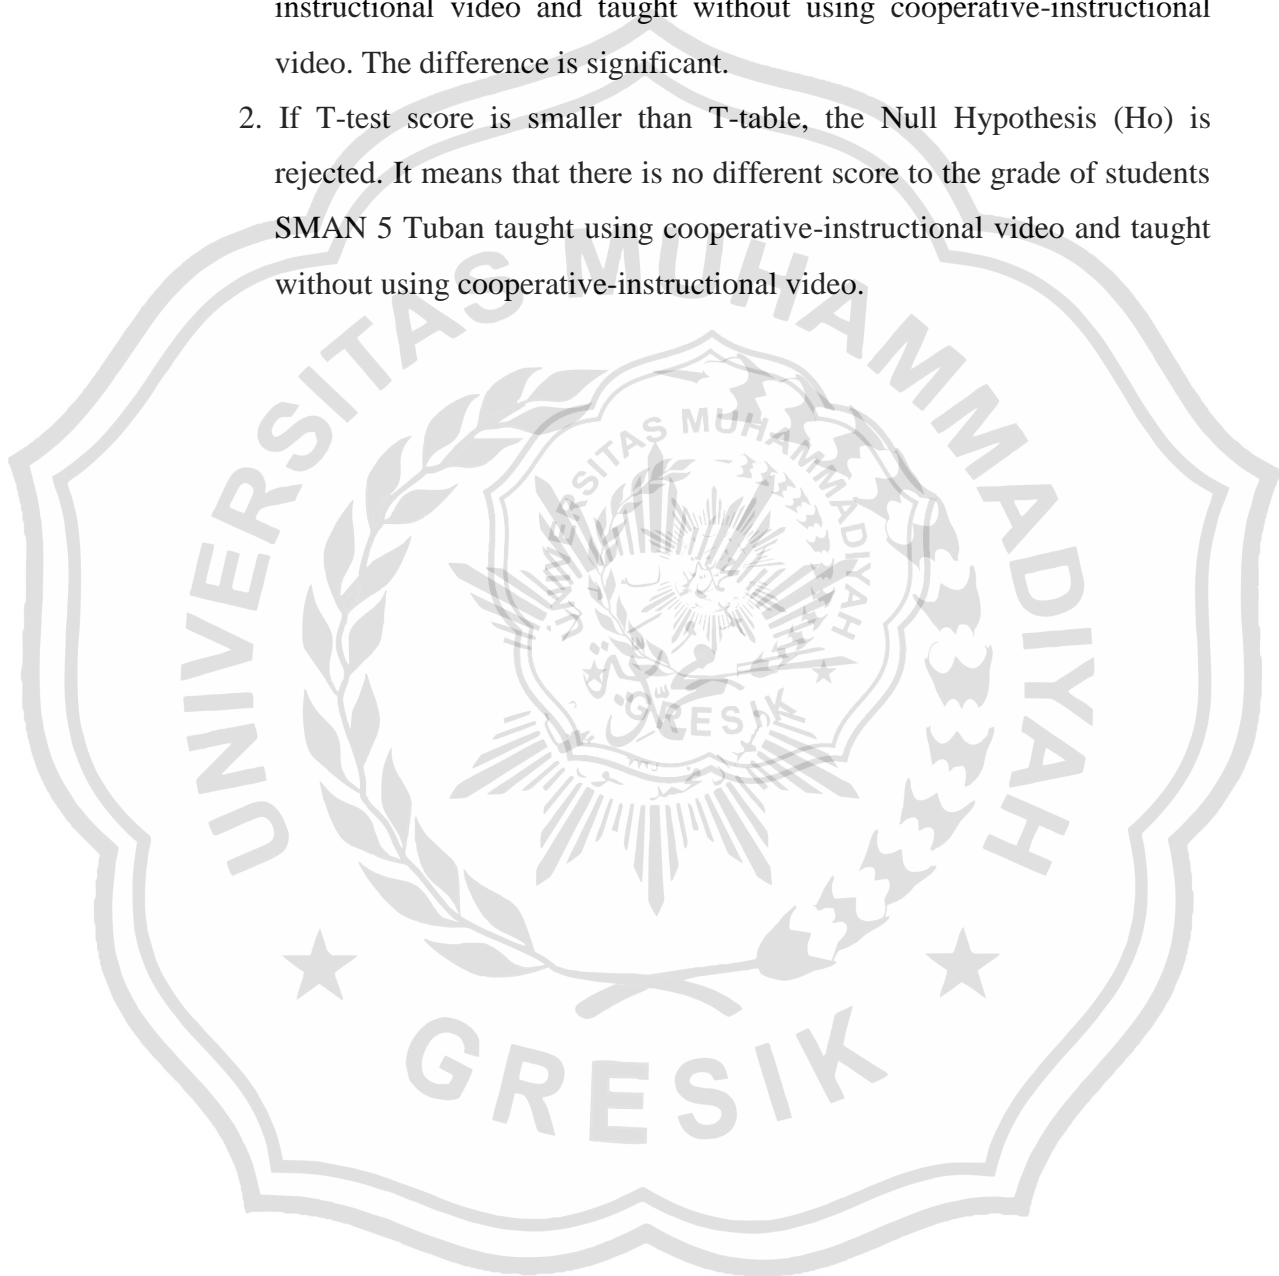 instructional video and taught without using cooperative-instructional
video. The difference is significant.
2. If T-test score is smaller than T-table, the Null Hypothesis (Ho) is
rejected. It means that there is no different score to the grade of students
SMAN 5 Tuban taught using cooperative-instructional video and taught
without using cooperative-instructional video.
UNIVERSITAS MUHAMMADIYAH
GRESIK
UNIVERSITAS MUHAMMADIYAH
GRESIK